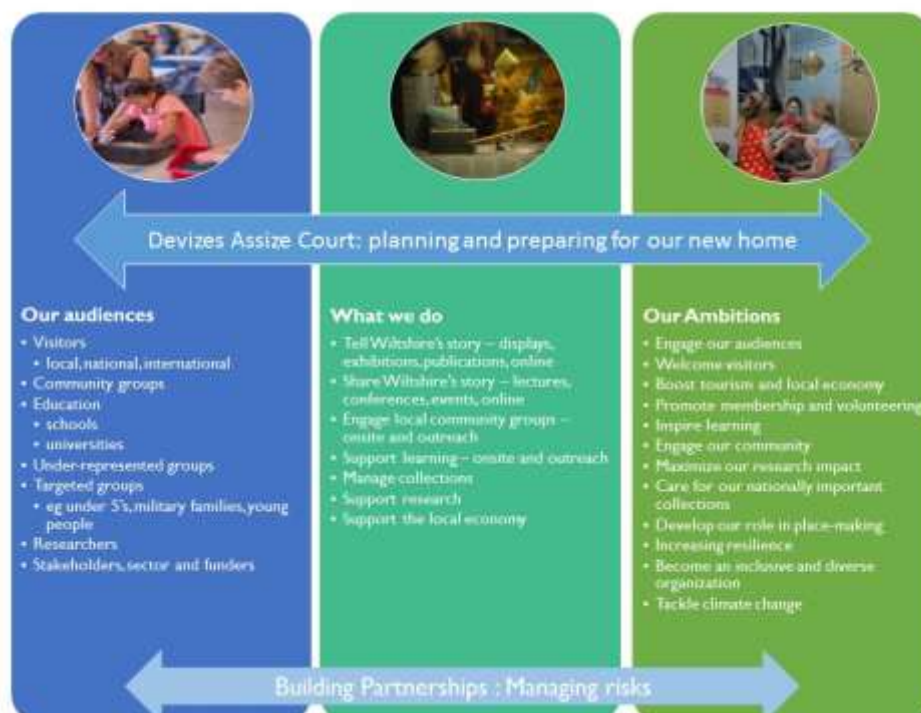 Devizes Assize Court: planning and preparing for our new home
Our audiences
• Visitors
• local, national, international
• Community groups
• Education
• schools
• universities
• Under-represented groups
• Targeted groups
• eg under 5's, military families, young
people
• Researchers
• Stakeholders, sector and funders
What we do
• Tell Wiltshire's story – displays,
exhibitions, publications, online
• Share Wiltshire's story – lectures,
conferences, events, online
• Engage local community groups –
onsite and outreach
• Support learning – onsite and outreach
• Manage collections
• Support research
• Support the local economy
Our Ambitions
• Engage our audiences
• Welcome visitors
• Boost tourism and local economy
• Promote membership and volunteering
• Inspire learning
• Engage our community
• Maximize our research impact
• Care for our nationally important
collections
• Develop our role in place-making
• Increasing resilience
• Become an inclusive and diverse
organization
• Tackle climate change
Building Partnerships : Managing risks